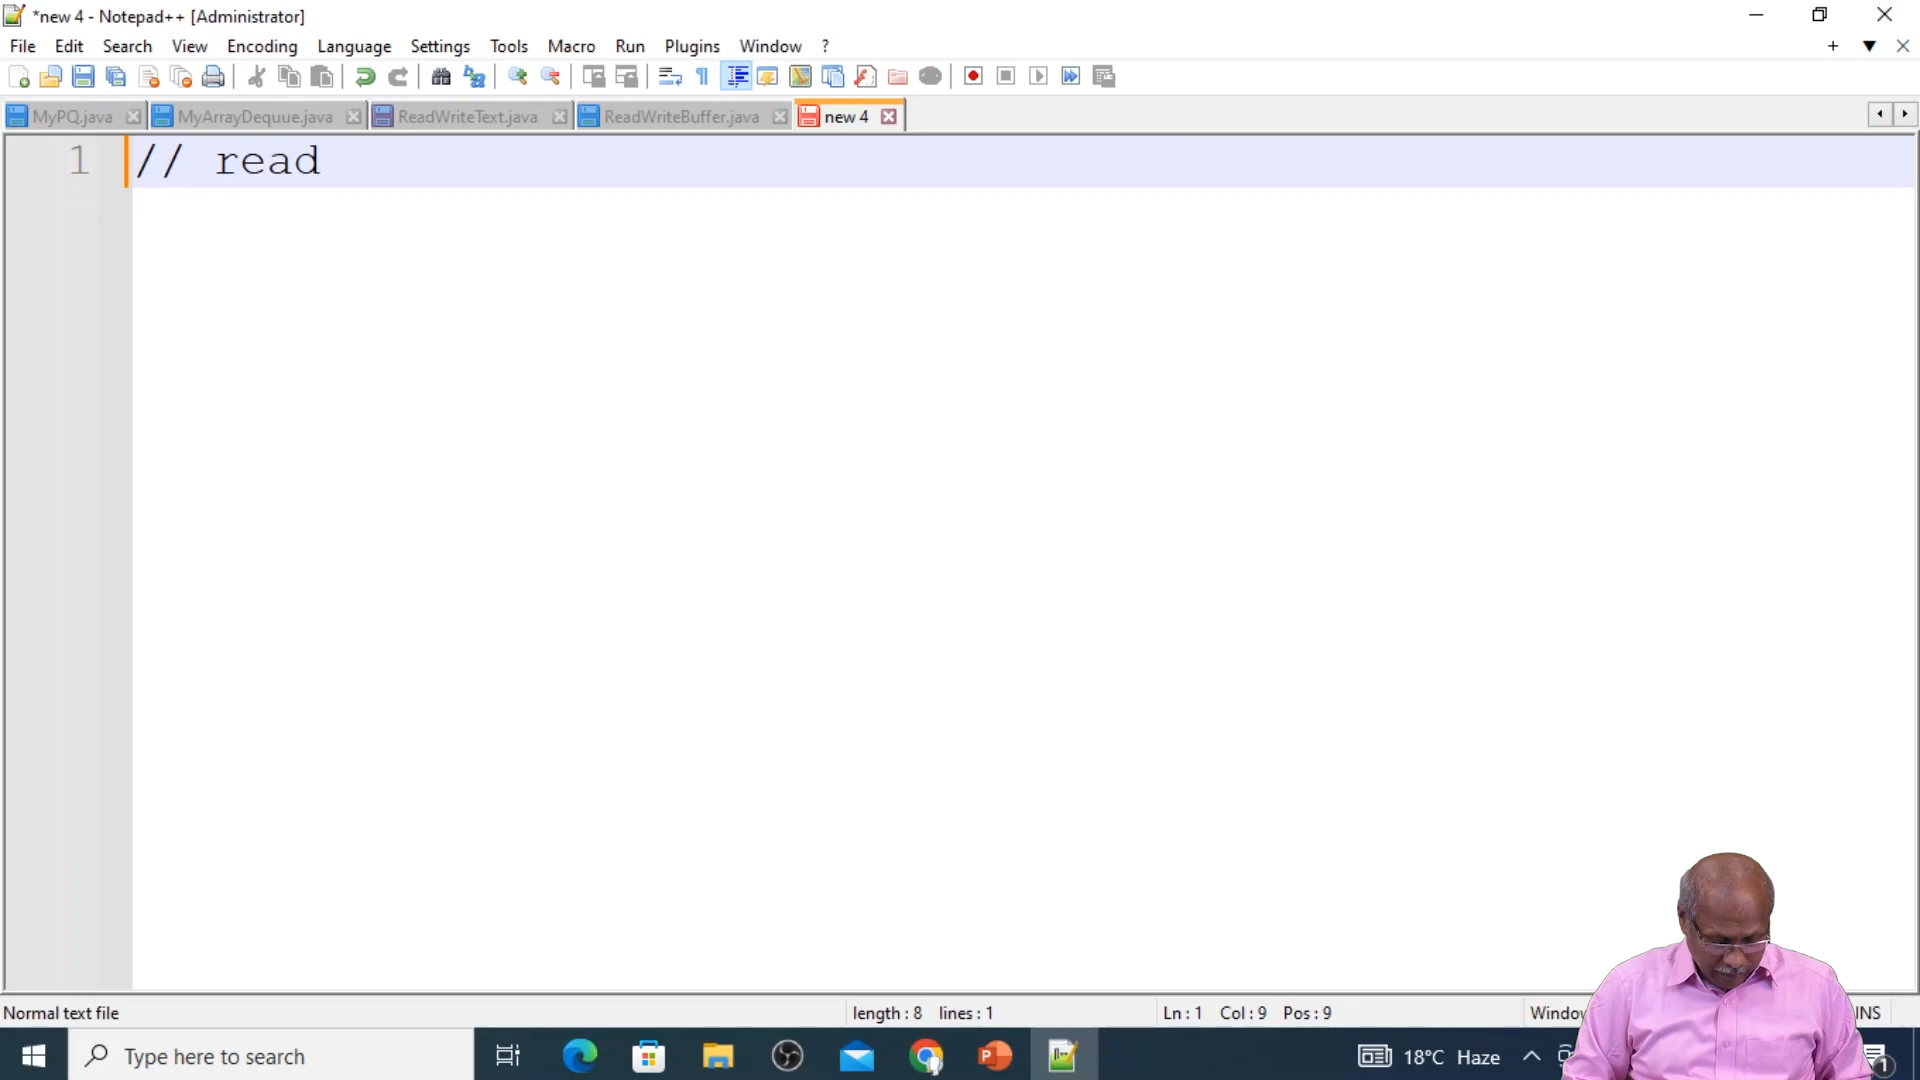 *new 4 - Notepad++ [Administrator]
File Edit Search View Encoding Language Settings Tools Macro Run Plugins Window ?
MyPQ.java MyArrayDequue.java ReadWriteText.java ReadWriteBuffer.java new 4
1 // read
Normal text file length : 8 lines : 1 Ln : 1 Col : 9 Pos : 9 INS
Type here to search 18°C Haze 1